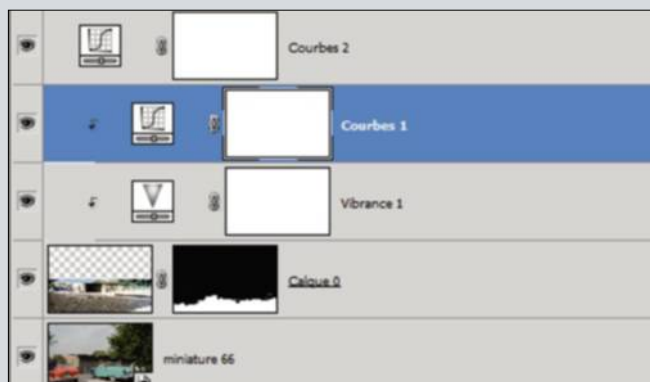 Courbes 2
Courbes 1
Vibrance 1
Calque 0
miniature 66